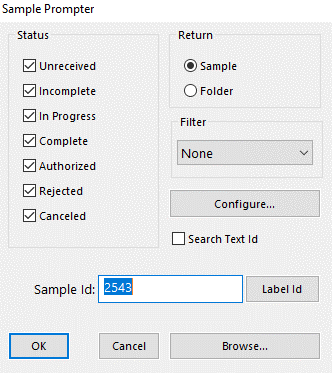 Sample Prompter
Status
Unreceived
Incomplete
In Progress
Complete
Authorized
Rejected
Canceled
Return
Sample
Folder
Filter
None
Configure...
Search Text Id
Sample Id: 2543 Label Id
OK Cancel Browse...